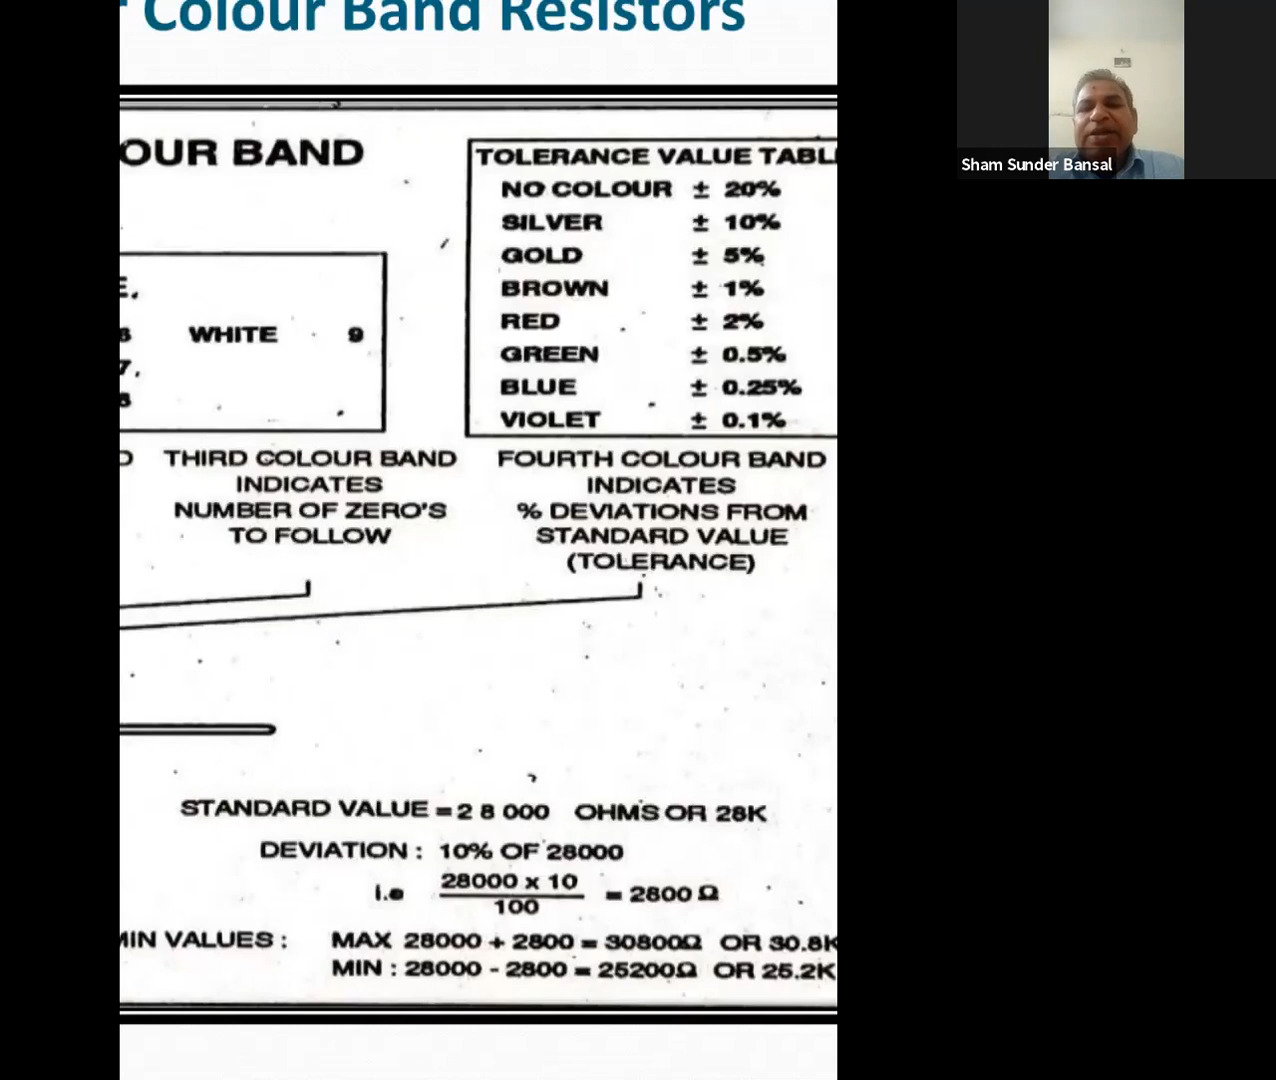 Colour Band Resistors
OUR BAND
E,
6 WHITE 9
7,
8
TOLERANCE VALUE TABL
NO COLOUR ± 20%
SILVER ± 10%
GOLD ± 5%
BROWN ± 1%
RED ± 2%
GREEN ± 0.5%
BLUE ± 0.25%
VIOLET ± 0.1%
D
THIRD COLOUR BAND
INDICATES
NUMBER OF ZERO'S
TO FOLLOW
FOURTH COLOUR BAND
INDICATES
% DEVIATIONS FROM
STANDARD VALUE
(TOLERANCE)
STANDARD VALUE = 2 8 000 OHMS OR 28K
DEVIATION : 10% OF 28000
i.e 28000 x 10 / 100 = 2800 Ω
MIN VALUES : MAX 28000 + 2800 = 30800Ω OR 30.8K
MIN : 28000 - 2800 = 25200Ω OR 25.2K
Sham Sunder Bansal